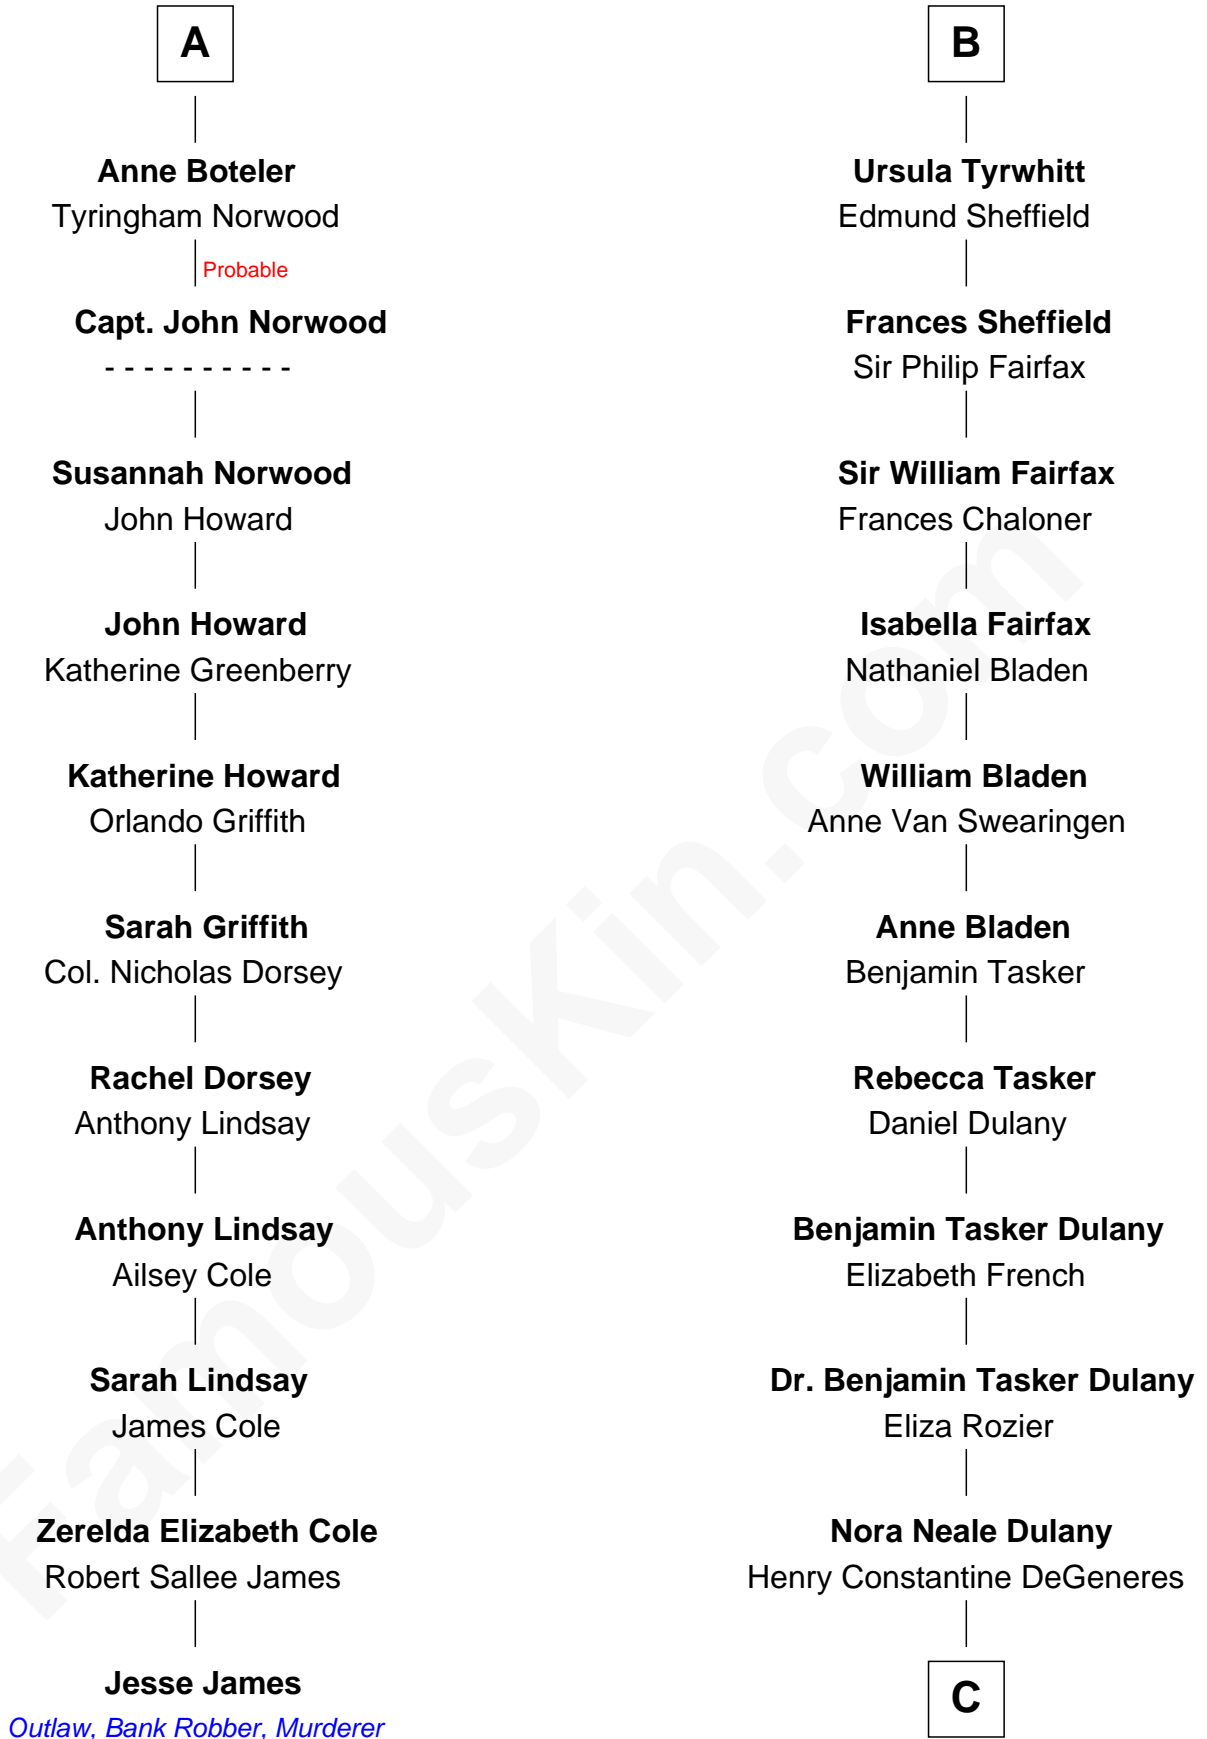 A
Anne Boteler
Tyringham Norwood
Probable
Capt. John Norwood
- - - - - - - - - -
Susannah Norwood
John Howard
John Howard
Katherine Greenberry
Katherine Howard
Orlando Griffith
Sarah Griffith
Col. Nicholas Dorsey
Rachel Dorsey
Anthony Lindsay
Anthony Lindsay
Ailsey Cole
Sarah Lindsay
James Cole
Zerelda Elizabeth Cole
Robert Sallee James
Jesse James
Outlaw, Bank Robber, Murderer
B
Ursula Tyrwhitt
Edmund Sheffield
Frances Sheffield
Sir Philip Fairfax
Sir William Fairfax
Frances Chaloner
Isabella Fairfax
Nathaniel Bladen
William Bladen
Anne Van Swearingen
Anne Bladen
Benjamin Tasker
Rebecca Tasker
Daniel Dulany
Benjamin Tasker Dulany
Elizabeth French
Dr. Benjamin Tasker Dulany
Eliza Rozier
Nora Neale Dulany
Henry Constantine DeGeneres
C
FamousKin.com